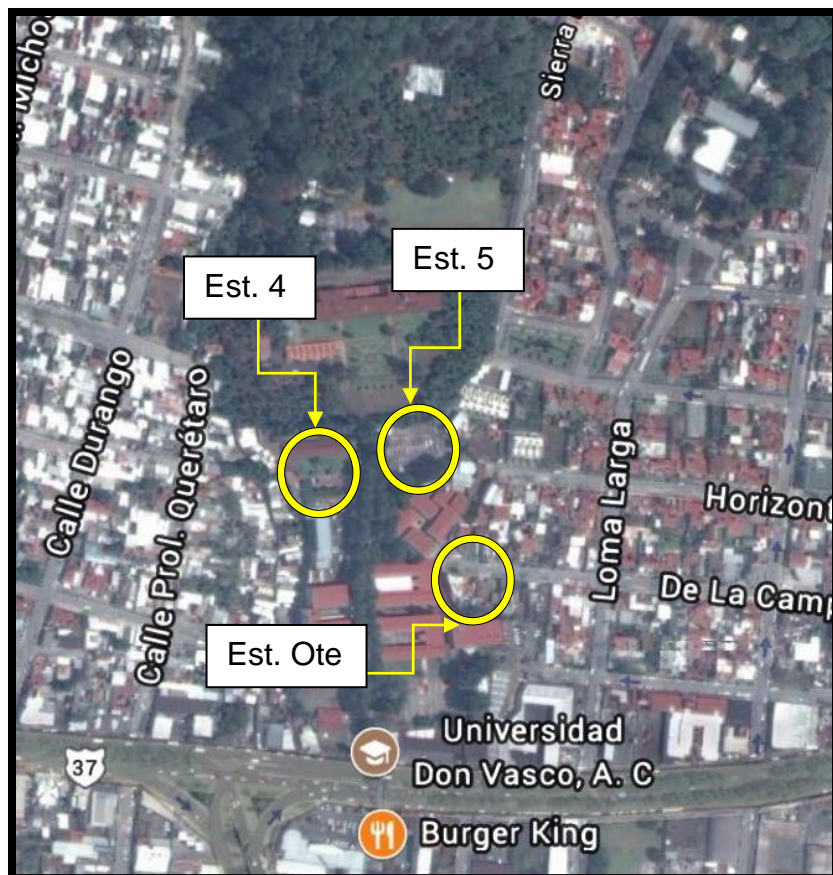 Sierra
Est. 5
Est. 4
Calle Durango
Calle Prol. Querétaro
Loma Larga
Horizont
De La Camp
Est. Ote
Universidad
Don Vasco, A. C
37
Burger King